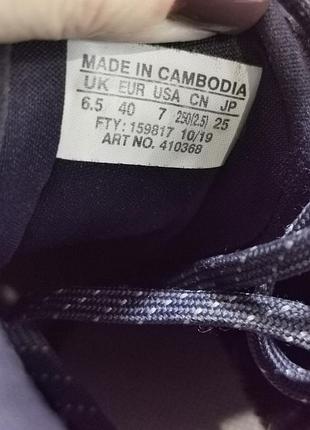 MADE IN CAMBODIA
UK EUR USA CN JP
6.5 40 7 250(2.5) 25
FTY: 159817 10/19
ART NO. 410368